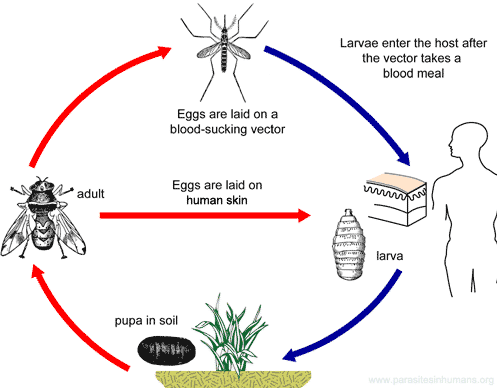 Larvae enter the host after
the vector takes a
blood meal
Eggs are laid on a
blood-sucking vector
adult
Eggs are laid on
human skin
larva
pupa in soil
www.parasitesinhumans.org